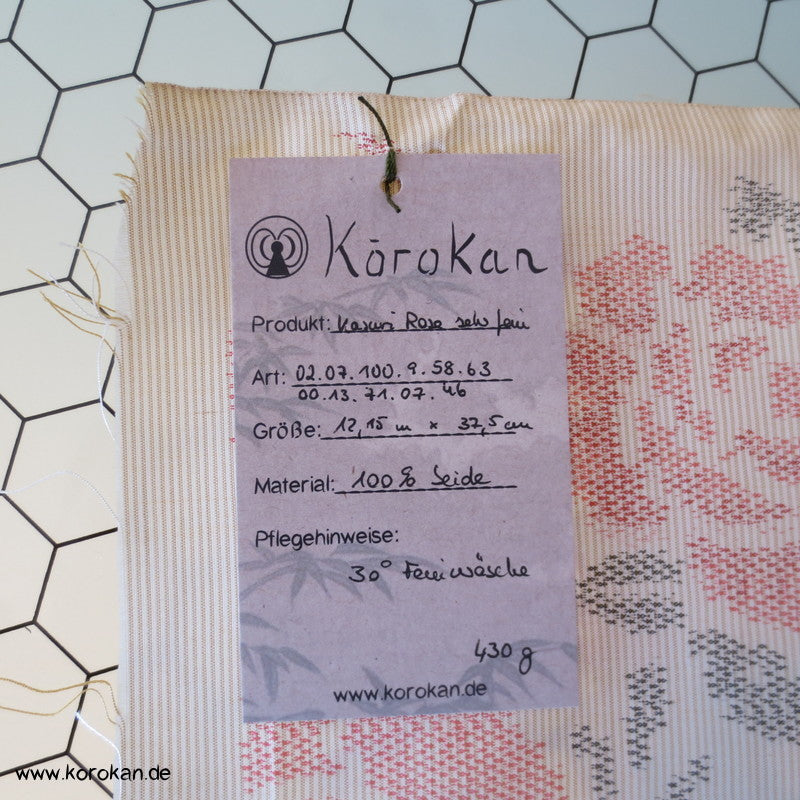 Kōrokan
Produkt: Kasuri Rose sehr fein
Art: 02.07.100.9.58.63
00.13.71.07.46
Größe: 12,15 m x 37,5 cm
Material: 100% Seide
Pflegehinweise:
30° Feinwäsche
430 g
www.korokan.de
www.korokan.de